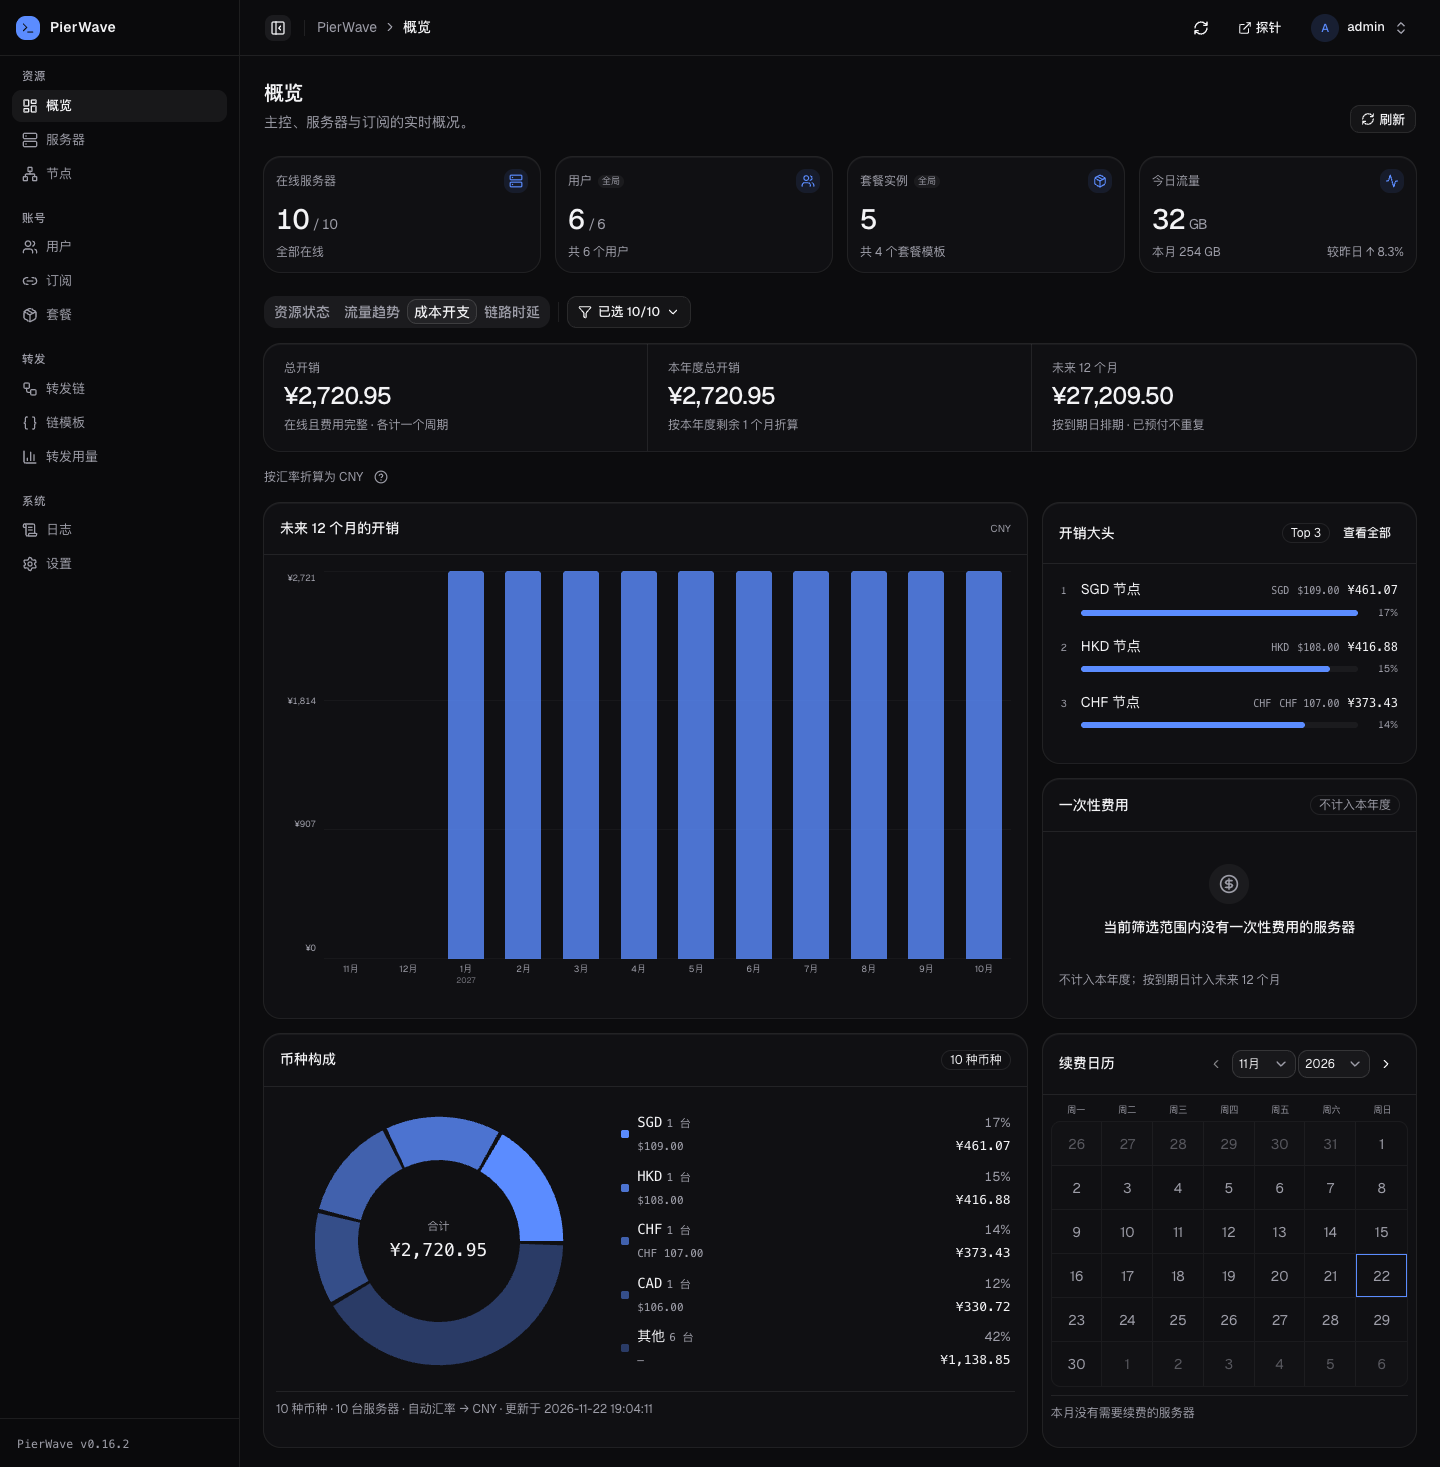 PierWave
资源
概览
服务器
节点
账号
用户
订阅
套餐
转发
转发链
链模板
转发用量
系统
日志
设置
PierWave v0.16.2
PierWave > 概览
探针
A admin
概览
主控、服务器与订阅的实时概况。
刷新
在线服务器
10 / 10
全部在线
用户 全局
6 / 6
共 6 个用户
套餐实例 全局
5
共 4 个套餐模板
今日流量
32 GB
本月 254 GB 较昨日 ↑ 8.3%
资源状态 流量趋势 成本开支 链路时延 已选 10/10
总开销
¥2,720.95
在线且费用完整 · 各计一个周期
本年度总开销
¥2,720.95
按本年度剩余 1 个月折算
未来 12 个月
¥27,209.50
按到期日排期 · 已预付不重复
按汇率折算为 CNY
未来 12 个月的开销 CNY
¥2,721
¥1,814
¥907
¥0
11月 12月 1月 2月 3月 4月 5月 6月 7月 8月 9月 10月
2027
开销大头 Top 3 查看全部
1 SGD 节点 SGD $109.00 ¥461.07
17%
2 HKD 节点 HKD $108.00 ¥416.88
15%
3 CHF 节点 CHF CHF 107.00 ¥373.43
14%
一次性费用 不计入本年度
当前筛选范围内没有一次性费用的服务器
不计入本年度；按到期日计入未来 12 个月
币种构成 10 种币种
合计
¥2,720.95
SGD 1 台 17%
$109.00 ¥461.07
HKD 1 台 15%
$108.00 ¥416.88
CHF 1 台 14%
CHF 107.00 ¥373.43
CAD 1 台 12%
$106.00 ¥330.72
其他 6 台 42%
— ¥1,138.85
10 种币种 · 10 台服务器 · 自动汇率 → CNY · 更新于 2026-11-22 19:04:11
续费日历 11月 2026
周一 周二 周三 周四 周五 周六 周日
26 27 28 29 30 31 1
2 3 4 5 6 7 8
9 10 11 12 13 14 15
16 17 18 19 20 21 22
23 24 25 26 27 28 29
30 1 2 3 4 5 6
本月没有需要续费的服务器